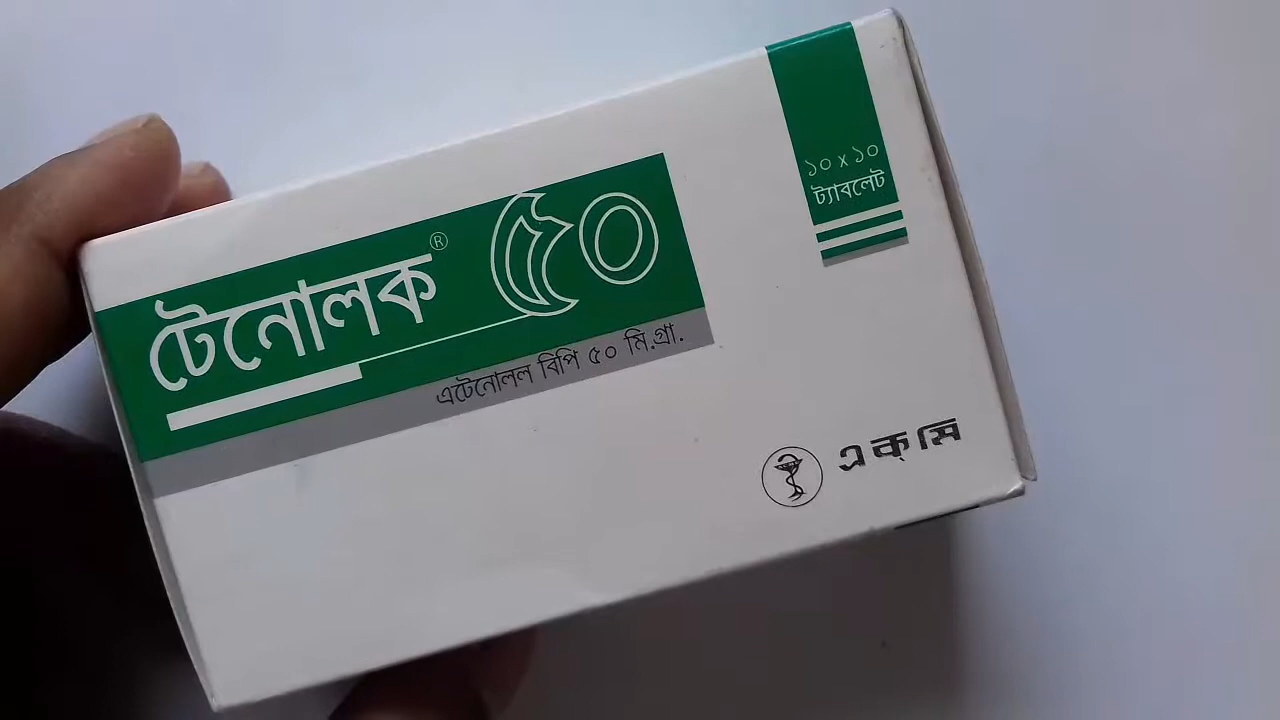 টেনোলক® ৫০
এটেনোলল বিপি ৫০ মি.গ্রা.
১০ x ১০
ট্যাবলেট
একমি